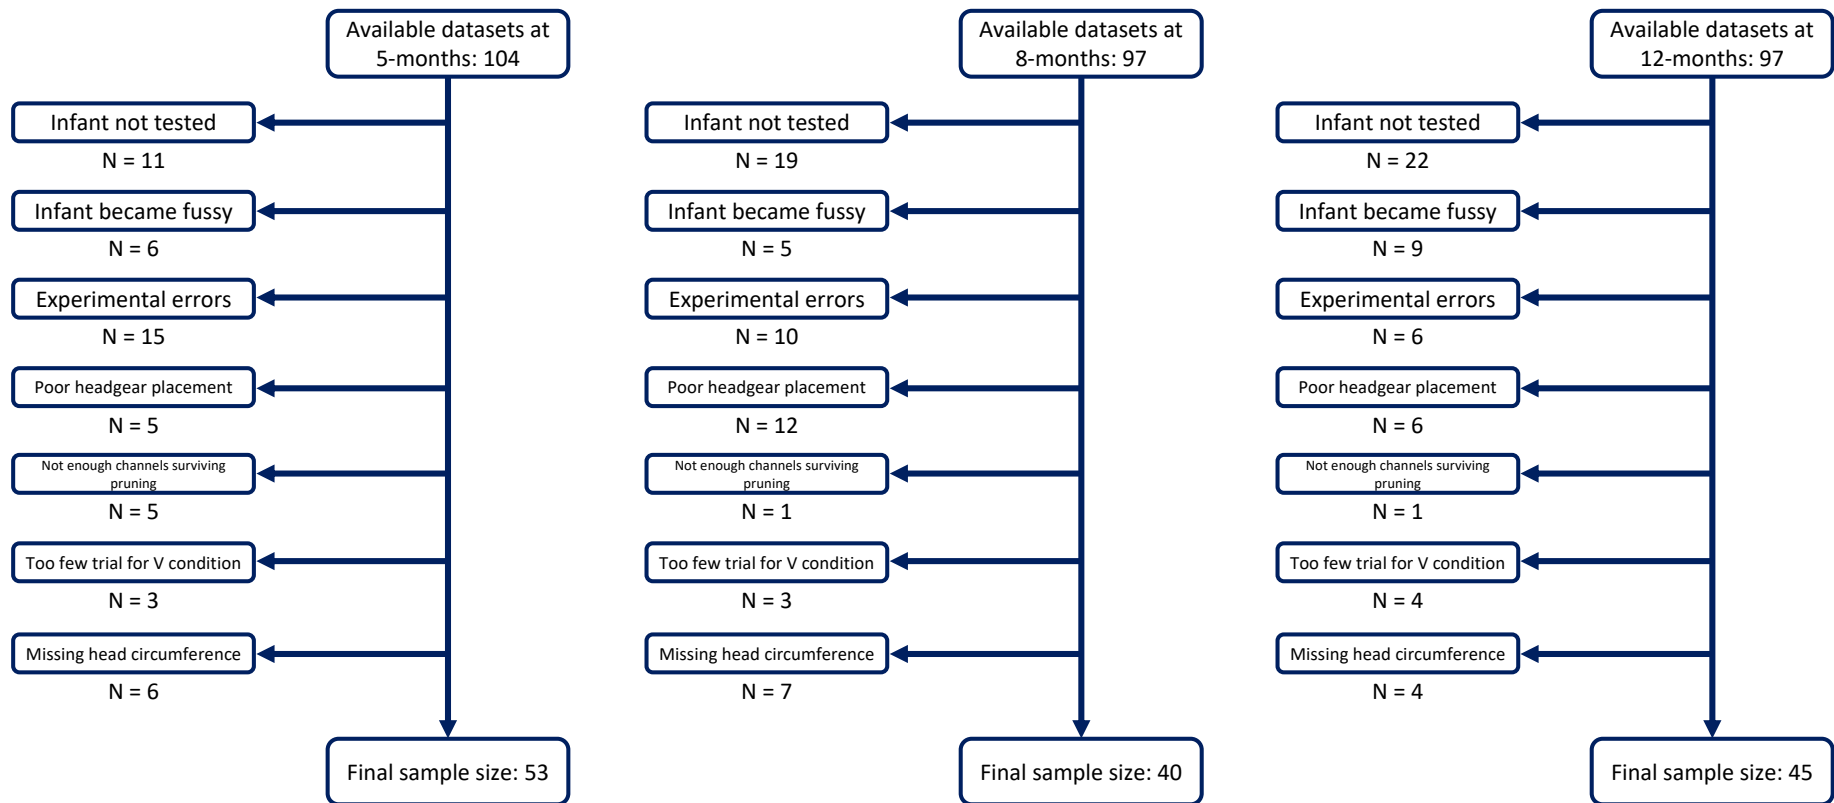 Available datasets at
5-months: 104
Infant not tested
N = 11
Infant became fussy
N = 6
Experimental errors
N = 15
Poor headgear placement
N = 5
Not enough channels surviving
pruning
N = 5
Too few trial for V condition
N = 3
Missing head circumference
N = 6
Final sample size: 53
Available datasets at
8-months: 97
Infant not tested
N = 19
Infant became fussy
N = 5
Experimental errors
N = 10
Poor headgear placement
N = 12
Not enough channels surviving
pruning
N = 1
Too few trial for V condition
N = 3
Missing head circumference
N = 7
Final sample size: 40
Available datasets at
12-months: 97
Infant not tested
N = 22
Infant became fussy
N = 9
Experimental errors
N = 6
Poor headgear placement
N = 6
Not enough channels surviving
pruning
N = 1
Too few trial for V condition
N = 4
Missing head circumference
N = 4
Final sample size: 45